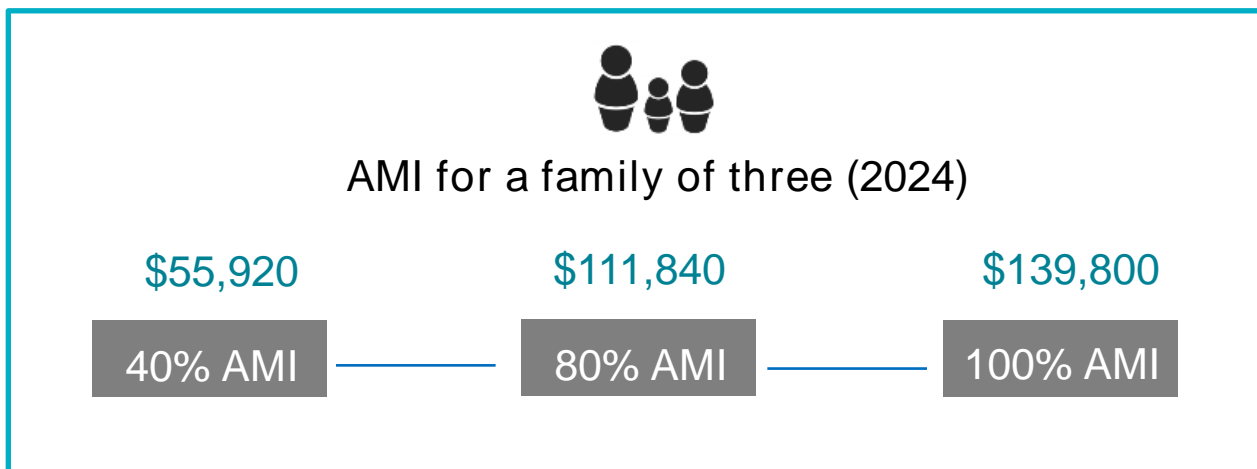 AMI for a family of three (2024)
$55,920 $111,840 $139,800
40% AMI 80% AMI 100% AMI